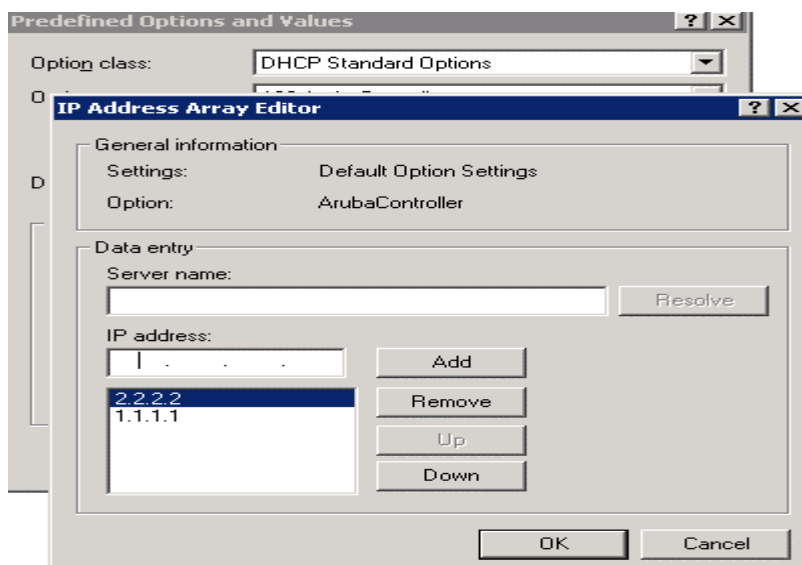 Predefined Options and Values
Option class: DHCP Standard Options
O
IP Address Array Editor
General information
Settings: Default Option Settings
Option: ArubaController
D
Data entry
Server name:
Resolve
IP address:
. . .
Add
2.2.2.2
1.1.1.1
Remove
Up
Down
OK
Cancel